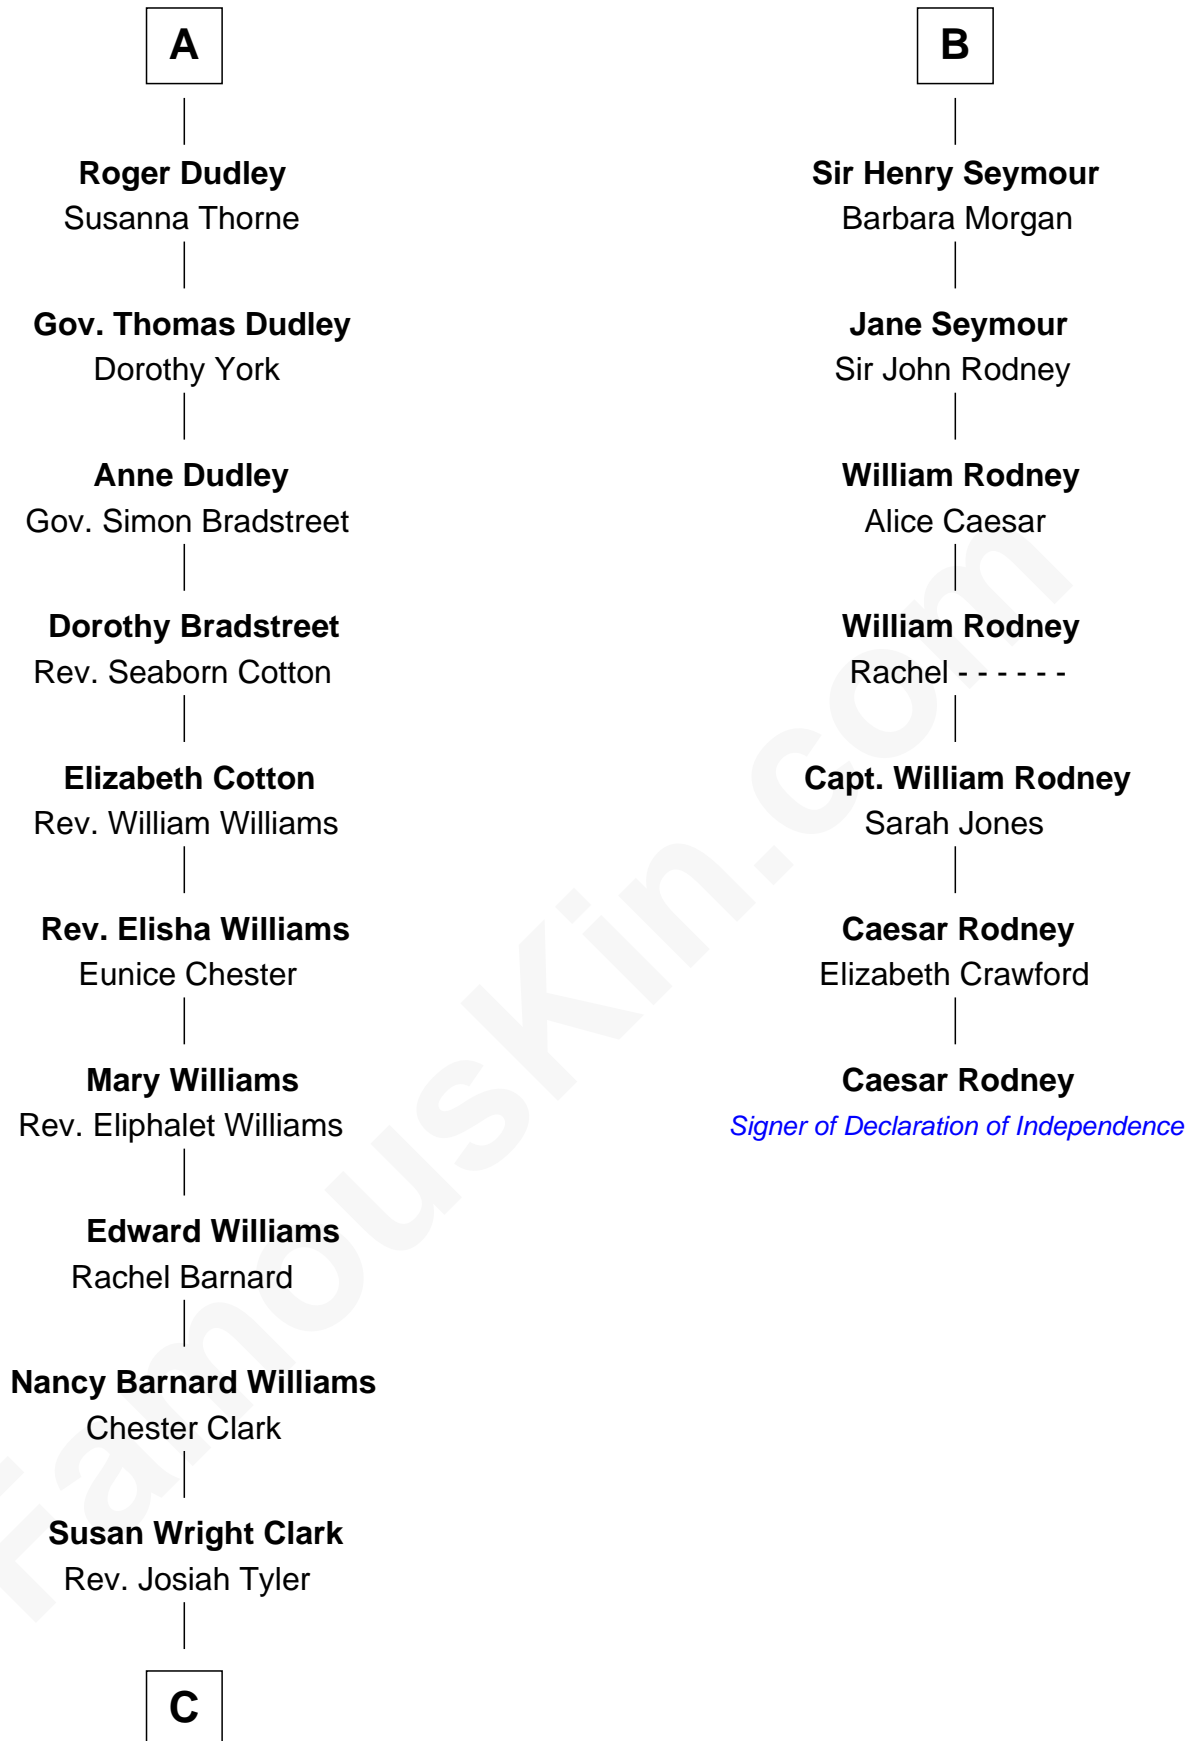 A
Roger Dudley
Susanna Thorne
Gov. Thomas Dudley
Dorothy York
Anne Dudley
Gov. Simon Bradstreet
Dorothy Bradstreet
Rev. Seaborn Cotton
Elizabeth Cotton
Rev. William Williams
Rev. Elisha Williams
Eunice Chester
Mary Williams
Rev. Eliphalet Williams
Edward Williams
Rachel Barnard
Nancy Barnard Williams
Chester Clark
Susan Wright Clark
Rev. Josiah Tyler
C
B
Sir Henry Seymour
Barbara Morgan
Jane Seymour
Sir John Rodney
William Rodney
Alice Caesar
William Rodney
Rachel - - - - - -
Capt. William Rodney
Sarah Jones
Caesar Rodney
Elizabeth Crawford
Caesar Rodney
Signer of Declaration of Independence
FamousKin.com